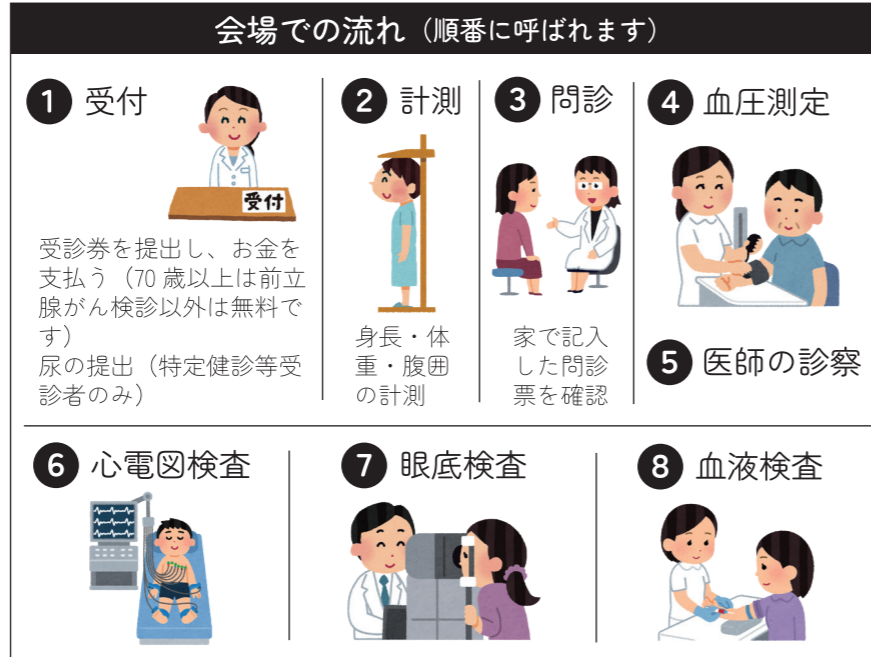 会場での流れ（順番に呼ばれます）
1 受付
受付
受診券を提出し、お金を
支払う（70 歳以上は前立
腺がん検診以外は無料で
す）
尿の提出（特定健診等受
診者のみ）
2 計測
身長・体
重・腹囲
の計測
3 問診
家で記入
した問診
票を確認
4 血圧測定
5 医師の診察
6 心電図検査
7 眼底検査
8 血液検査